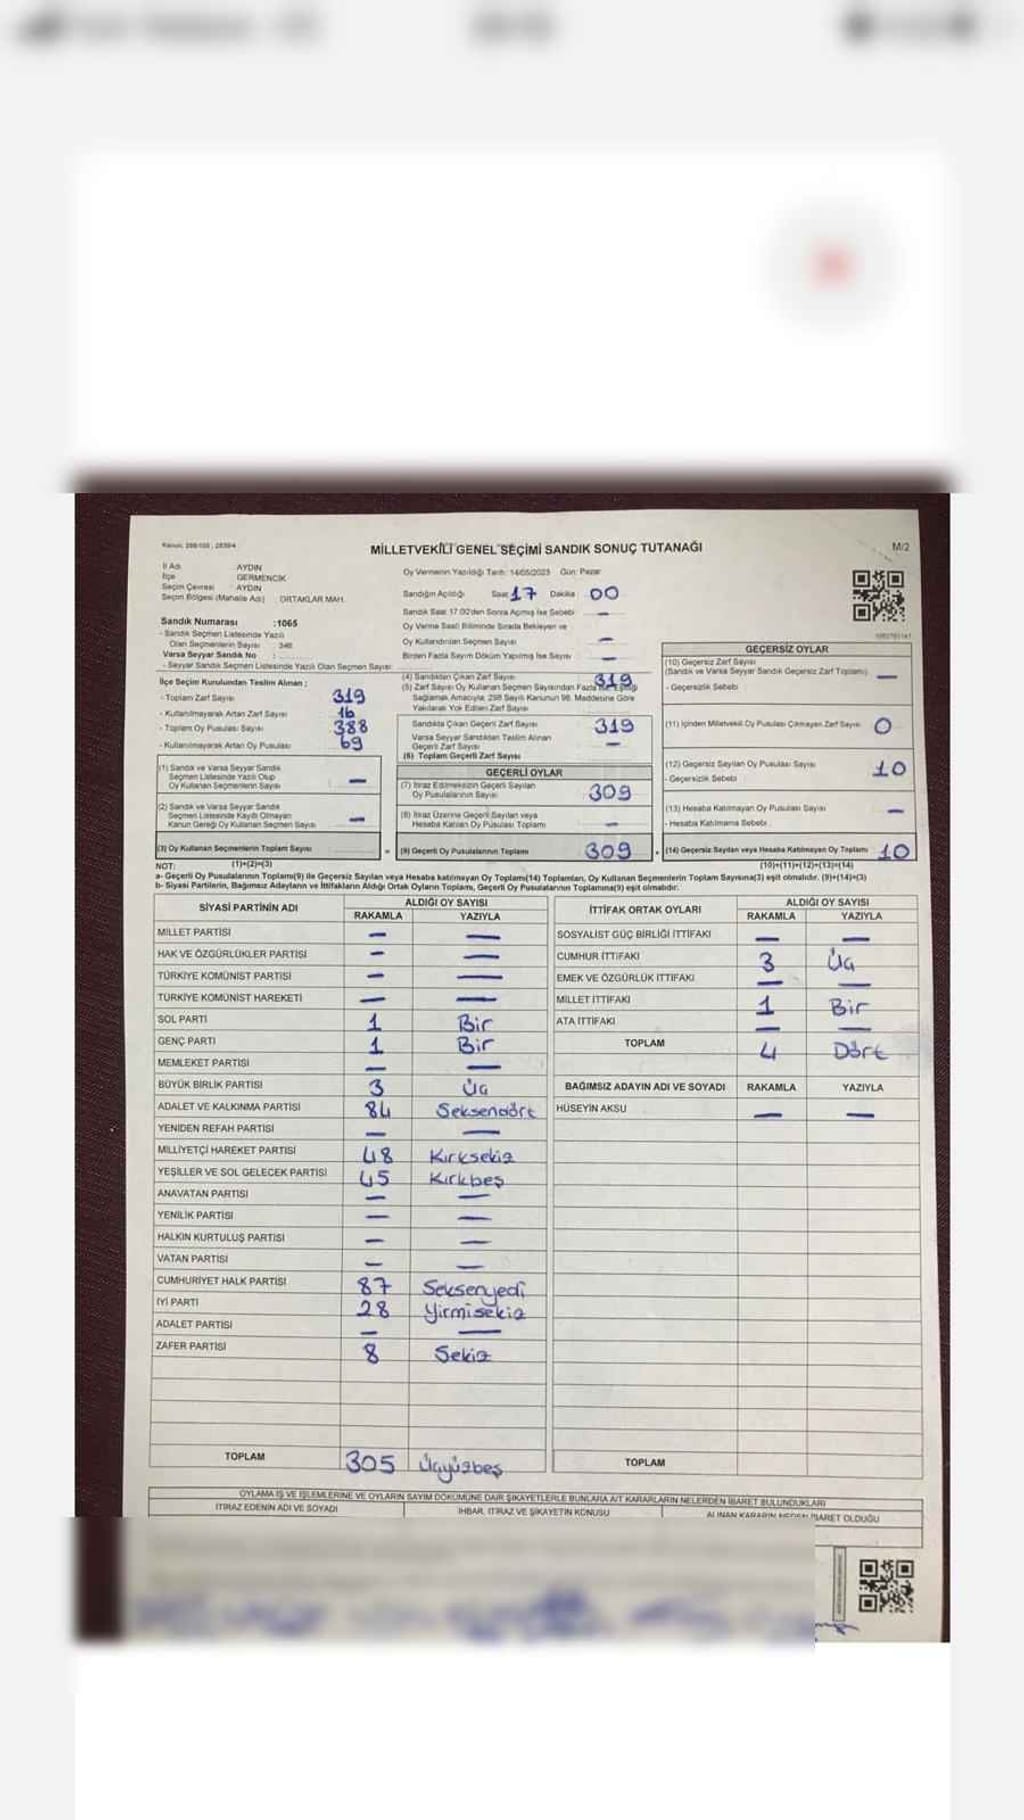 Kanun: 298/105, 2839/4
MİLLETVEKİLİ GENEL SEÇİMİ SANDIK SONUÇ TUTANAĞI
M/2
İl Adı AYDIN
İlçe GERMENCİK
Seçim Çevresi AYDIN
Seçim Bölgesi (Mahalle Adı) : ORTAKLAR MAH.
Oy Vermenin Yapıldığı Tarih: 14/05/2023 Gün: Pazar
Sandığın Açıldığı Saat 17 Dakika 00
Sandık Saat 17.00'den Sonra Açılmış İse Sebebi —
Oy Verme Saati Bitiminde Sırada Bekleyen ve
Oy Kullandırılan Seçmen Sayısı —
Birden Fazla Sayım Döküm Yapılmış İse Sayısı —
Sandık Numarası :1065
- Sandık Seçmen Listesinde Yazılı
Olan Seçmenlerin Sayısı : 346
Varsa Seyyar Sandık No :
- Seyyar Sandık Seçmen Listesinde Yazılı Olan Seçmen Sayısı:
İlçe Seçim Kurulundan Teslim Alınan ;
- Toplam Zarf Sayısı 319
- Kullanılmayarak Artan Zarf Sayısı 16
- Toplam Oy Pusulası Sayısı 388
- Kullanılmayarak Artan Oy Pusulası 69
(1) Sandık ve Varsa Seyyar Sandık
Seçmen Listesinde Yazılı Olup
Oy Kullanan Seçmenlerin Sayısı —
(2) Sandık ve Varsa Seyyar Sandık
Seçmen Listesinde Kaydı Olmayan
Kanun Gereği Oy Kullanan Seçmen Sayısı —
(3) Oy Kullanan Seçmenlerin Toplam Sayısı
(4) Sandıktan Çıkan Zarf Sayısı 319
(5) Zarf Sayısı Oy Kullanan Seçmen Sayısından Fazla İse Eşitliği
Sağlamak Amacıyla, 298 Sayılı Kanunun 98. Maddesine Göre
Yakılarak Yok Edilen Zarf Sayısı
Sandıkta Çıkan Geçerli Zarf Sayısı 319
Varsa Seyyar Sandıktan Teslim Alınan
Geçerli Zarf Sayısı —
(6) Toplam Geçerli Zarf Sayısı
GEÇERLİ OYLAR
(7) İtiraz Edilmeksizin Geçerli Sayılan
Oy Pusulalarının Sayısı 309
(8) İtiraz Üzerine Geçerli Sayılan veya
Hesaba Katılan Oy Pusulası Toplamı —
= (9) Geçerli Oy Pusulalarının Toplamı 309
GEÇERSİZ OYLAR
(10) Geçersiz Zarf Sayısı
(Sandık ve Varsa Seyyar Sandık Geçersiz Zarf Toplamı) —
- Geçersizlik Sebebi
(11) İçinden Milletvekili Oy Pusulası Çıkmayan Zarf Sayısı 0
(12) Geçersiz Sayılan Oy Pusulası Sayısı 10
- Geçersizlik Sebebi
(13) Hesaba Katılmayan Oy Pusulası Sayısı —
- Hesaba Katılmama Sebebi
+ (14) Geçersiz Sayılan veya Hesaba Katılmayan Oy Toplamı 10
NOT: (1)+(2)=(3) (10)+(11)+(12)+(13)=(14)
a- Geçerli Oy Pusulalarının Toplamı(9) ile Geçersiz Sayılan veya Hesaba katılmayan Oy Toplam(14) Toplamları, Oy Kullanan Seçmenlerin Toplam Sayısına(3) eşit olmalıdır. (9)+(14)=(3)
b- Siyasi Partilerin, Bağımsız Adayların ve İttifakların Aldığı Ortak Oyların Toplamı, Geçerli Oy Pusulalarının Toplamına(9) eşit olmalıdır.
SİYASİ PARTİNİN ADI ALDIĞI OY SAYISI
RAKAMLA YAZIYLA
MİLLET PARTİSİ — —
HAK VE ÖZGÜRLÜKLER PARTİSİ — —
TÜRKİYE KOMÜNİST PARTİSİ — —
TÜRKİYE KOMÜNİST HAREKETİ — —
SOL PARTİ 1 Bir
GENÇ PARTİ 1 Bir
MEMLEKET PARTİSİ — —
BÜYÜK BİRLİK PARTİSİ 3 Üç
ADALET VE KALKINMA PARTİSİ 84 Seksendört
YENİDEN REFAH PARTİSİ — —
MİLLİYETÇİ HAREKET PARTİSİ 48 Kırksekiz
YEŞİLLER VE SOL GELECEK PARTİSİ 45 Kırkbeş
ANAVATAN PARTİSİ — —
YENİLİK PARTİSİ — —
HALKIN KURTULUŞ PARTİSİ — —
VATAN PARTİSİ — —
CUMHURİYET HALK PARTİSİ 87 Seksenyedi
İYİ PARTİ 28 Yirmisekiz
ADALET PARTİSİ — —
ZAFER PARTİSİ 8 Sekiz
TOPLAM 305 Üçyüzbeş
İTTİFAK ORTAK OYLARI ALDIĞI OY SAYISI
RAKAMLA YAZIYLA
SOSYALİST GÜÇ BİRLİĞİ İTTİFAKI — —
CUMHUR İTTİFAKI 3 Üç
EMEK VE ÖZGÜRLÜK İTTİFAKI — —
MİLLET İTTİFAKI 1 Bir
ATA İTTİFAKI — —
TOPLAM 4 Dört
BAĞIMSIZ ADAYIN ADI VE SOYADI RAKAMLA YAZIYLA
HÜSEYİN AKSU — —
TOPLAM
OYLAMA İŞ VE İŞLEMLERİNE VE OYLARIN SAYIM DÖKÜMÜNE DAİR ŞİKAYETLERLE BUNLARA AİT KARARLARIN NELERDEN İBARET BULUNDUKLARI
İTİRAZ EDENİN ADI VE SOYADI İHBAR, İTİRAZ VE ŞİKAYETİN KONUSU ALINAN KARARIN NEDEN İBARET OLDUĞU